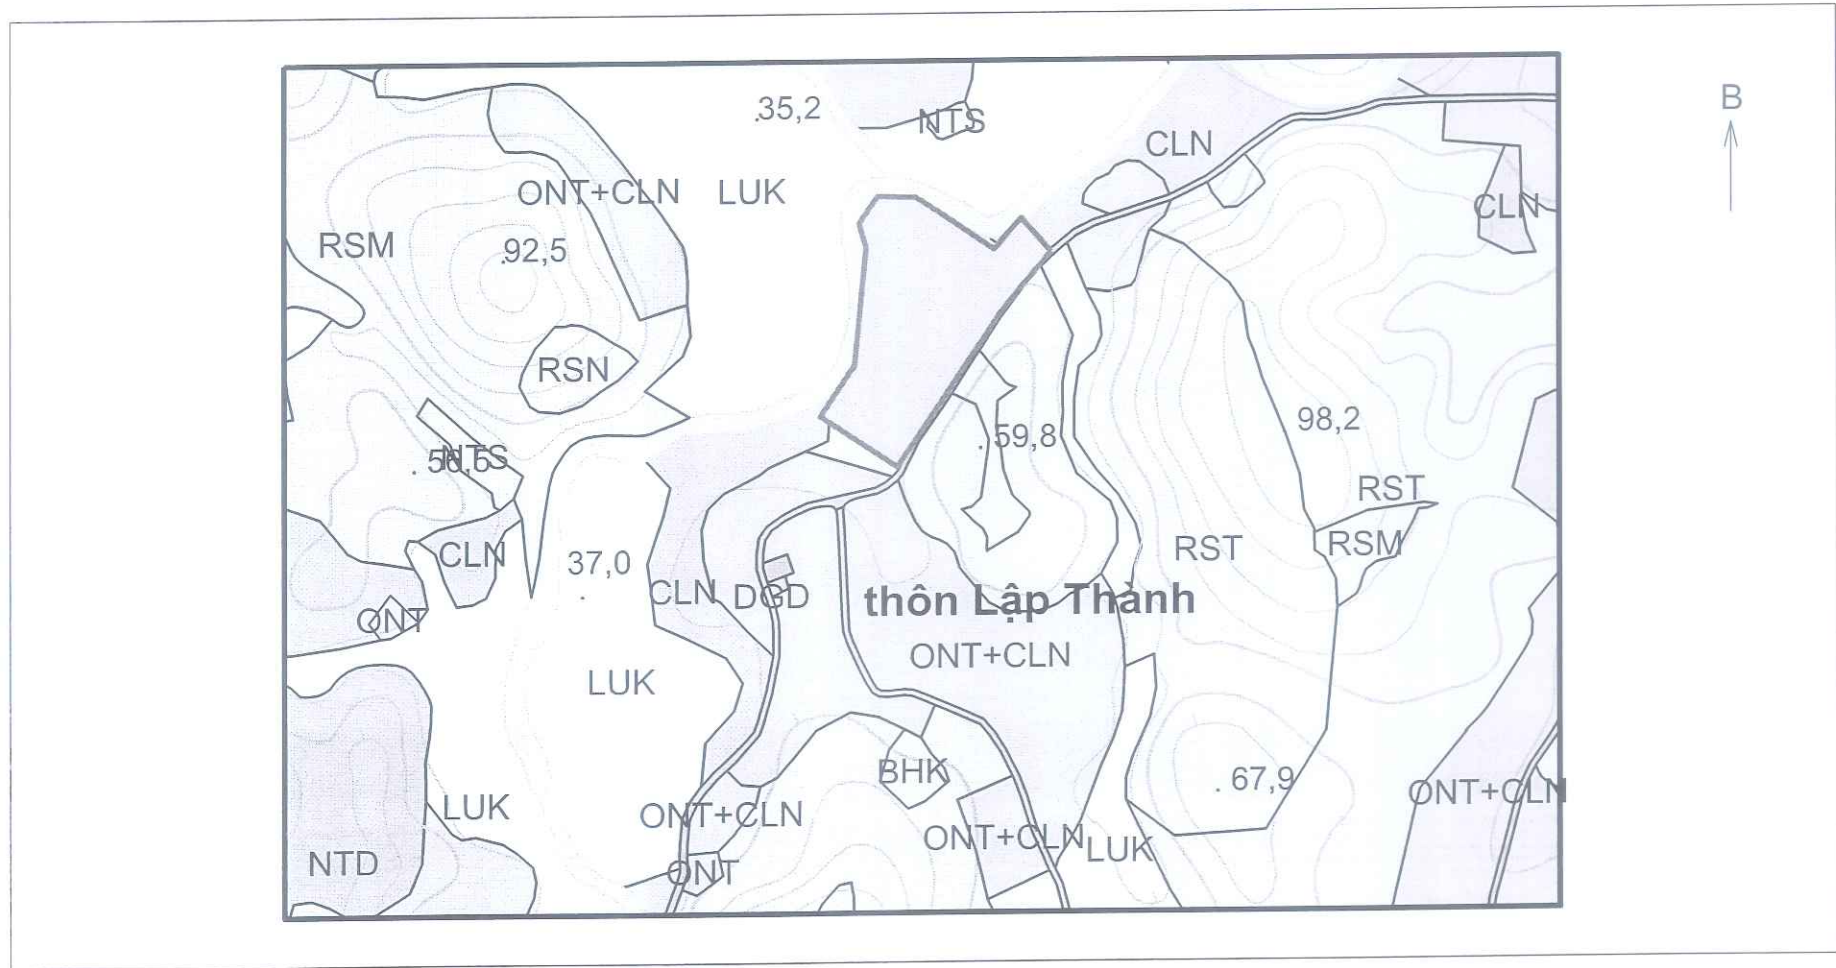 B
.35,2
NTS
CLN
ONT+CLN
LUK
CLN
RSM
.92,5
RSN
98,2
. 59,8
NTS
RST
CLN
37,0
RST
RSM
CLN
DGD
thôn Lập Thành
ONT
ONT+CLN
LUK
BHK
. 67,9
ONT+CLN
LUK
ONT+CLN
ONT+CLN
LUK
NTD
ONT